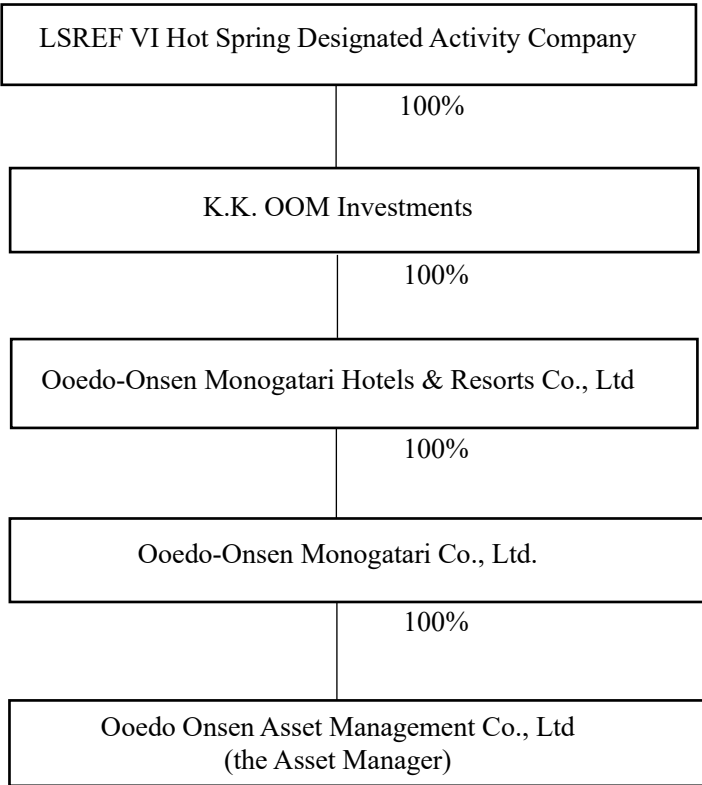 LSREF VI Hot Spring Designated Activity Company
100%
K.K. OOM Investments
100%
Ooedo-Onsen Monogatari Hotels & Resorts Co., Ltd
100%
Ooedo-Onsen Monogatari Co., Ltd.
100%
Ooedo Onsen Asset Management Co., Ltd
(the Asset Manager)